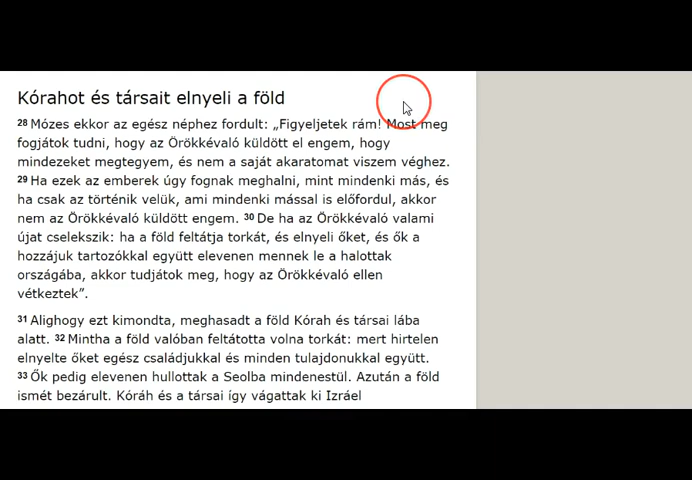 Kórahot és társait elnyeli a föld
28 Mózes ekkor az egész néphez fordult: „Figyeljetek rám! Most meg
fogjátok tudni, hogy az Örökkévaló küldött el engem, hogy
mindezeket megtegyem, és nem a saját akaratomat viszem véghez.
29 Ha ezek az emberek úgy fognak meghalni, mint mindenki más, és
ha csak az történik velük, ami mindenki mással is előfordul, akkor
nem az Örökkévaló küldött engem. 30 De ha az Örökkévaló valami
újat cselekszik: ha a föld feltátja torkát, és elnyeli őket, és ők a
hozzájuk tartozókkal együtt elevenen mennek le a halottak
országába, akkor tudjátok meg, hogy az Örökkévaló ellen
vétkeztek”.
31 Alighogy ezt kimondta, meghasadt a föld Kórah és társai lába
alatt. 32 Mintha a föld valóban feltátotta volna torkát: mert hirtelen
elnyelte őket egész családjukkal és minden tulajdonukkal együtt.
33 Ők pedig elevenen hullottak a Seolba mindenestül. Azután a föld
ismét bezárult. Kóráh és a társai így vágattak ki Izráel